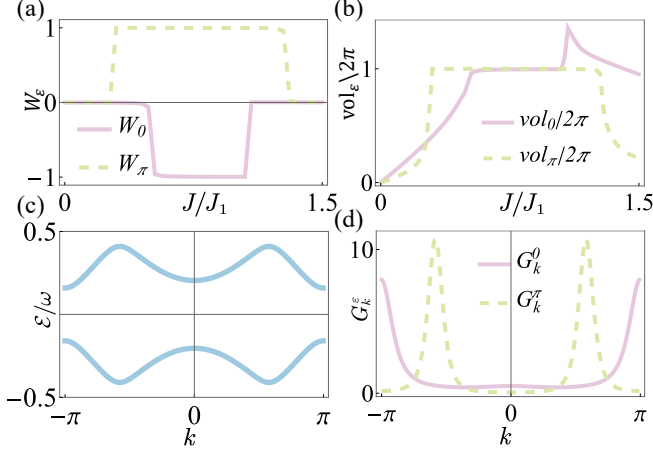 (a)
1
0
−1
W_ε
W_0
W_π
0
J/J_1
1.5
(b)
1
0
vol_ε\2π
vol_0/2π
vol_π/2π
0
J/J_1
1.5
(c)
0.5
−0.5
ℰ/ω
−π
0
π
k
(d)
10
0
G_k^ε
G_k^0
G_k^π
−π
0
π
k